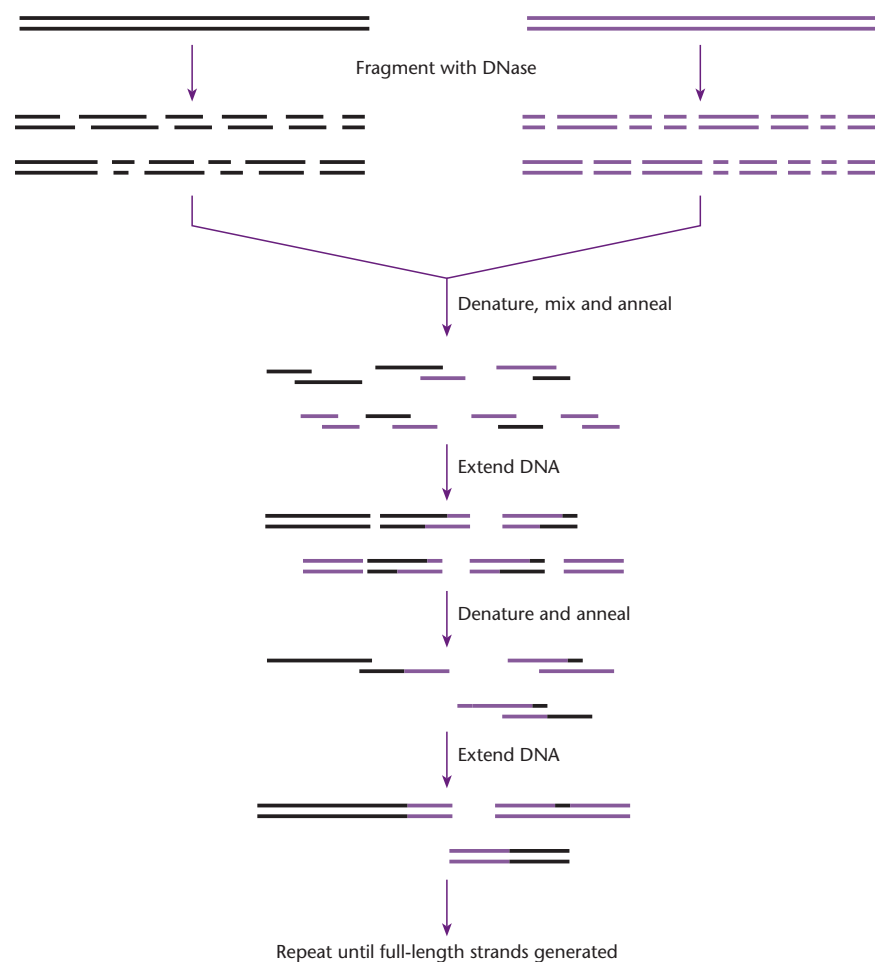 Fragment with DNase
Denature, mix and anneal
Extend DNA
Denature and anneal
Extend DNA
Repeat until full-length strands generated